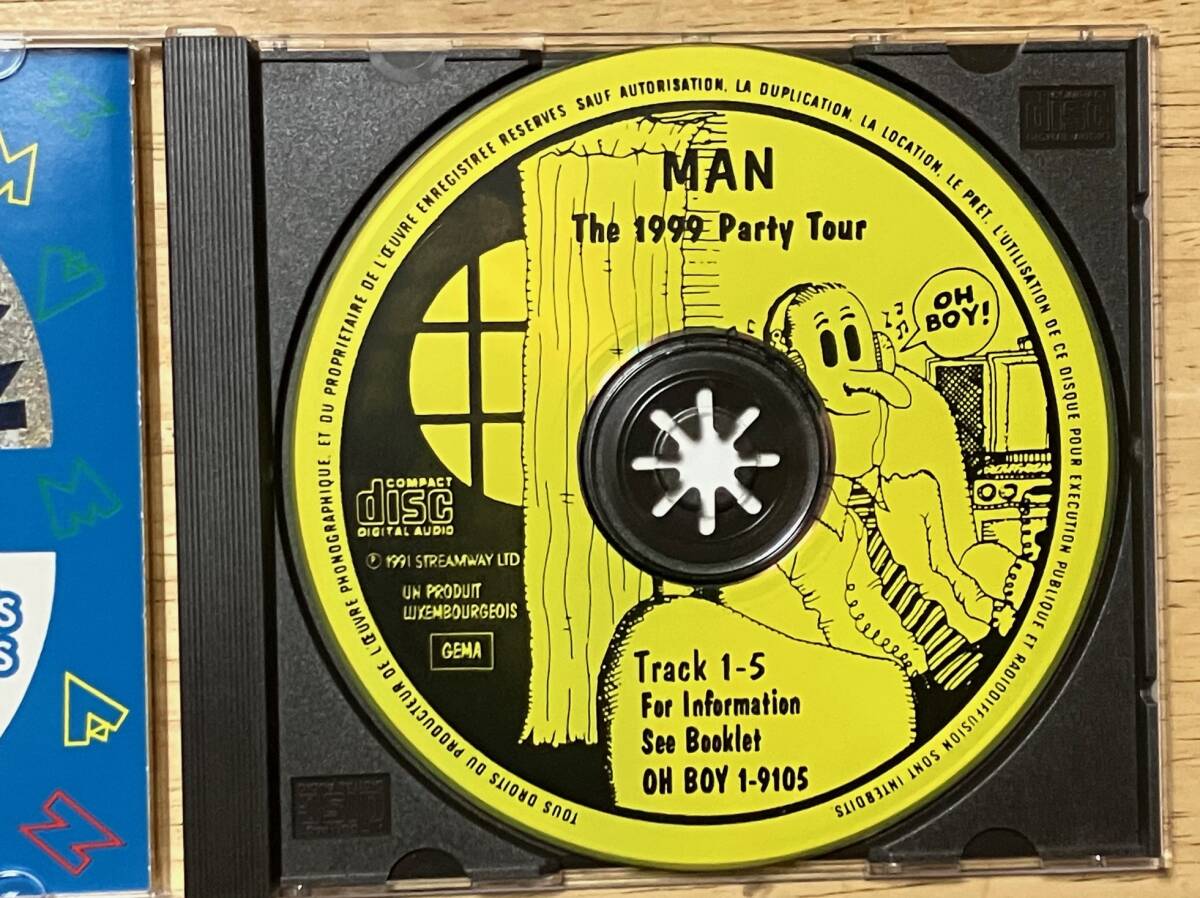 MAN
The 1999 Party Tour
OH
BOY!
COMPACT
disc
DIGITAL AUDIO
℗ 1991 STREAMWAY LTD
UN PRODUIT
LUXEMBOURGEOIS
GEMA
Track 1-5
For Information
See Booklet
OH BOY 1-9105
TOUS DROITS DU PRODUCTEUR DE L'ŒUVRE PHONOGRAPHIQUE. ET DU PROPRIETAIRE DE L'ŒUVRE ENREGISTREE RESERVES SAUF AUTORISATION, LA DUPLICATION, LA LOCATION, LE PRET, L'UTILISATION DE CE DISQUE POUR EXECUTION PUBLIQUE ET RADIODIFFUSION SONT INTERDITS.
disc
DIGITAL AUDIO
M
A
M
A
N
S
S